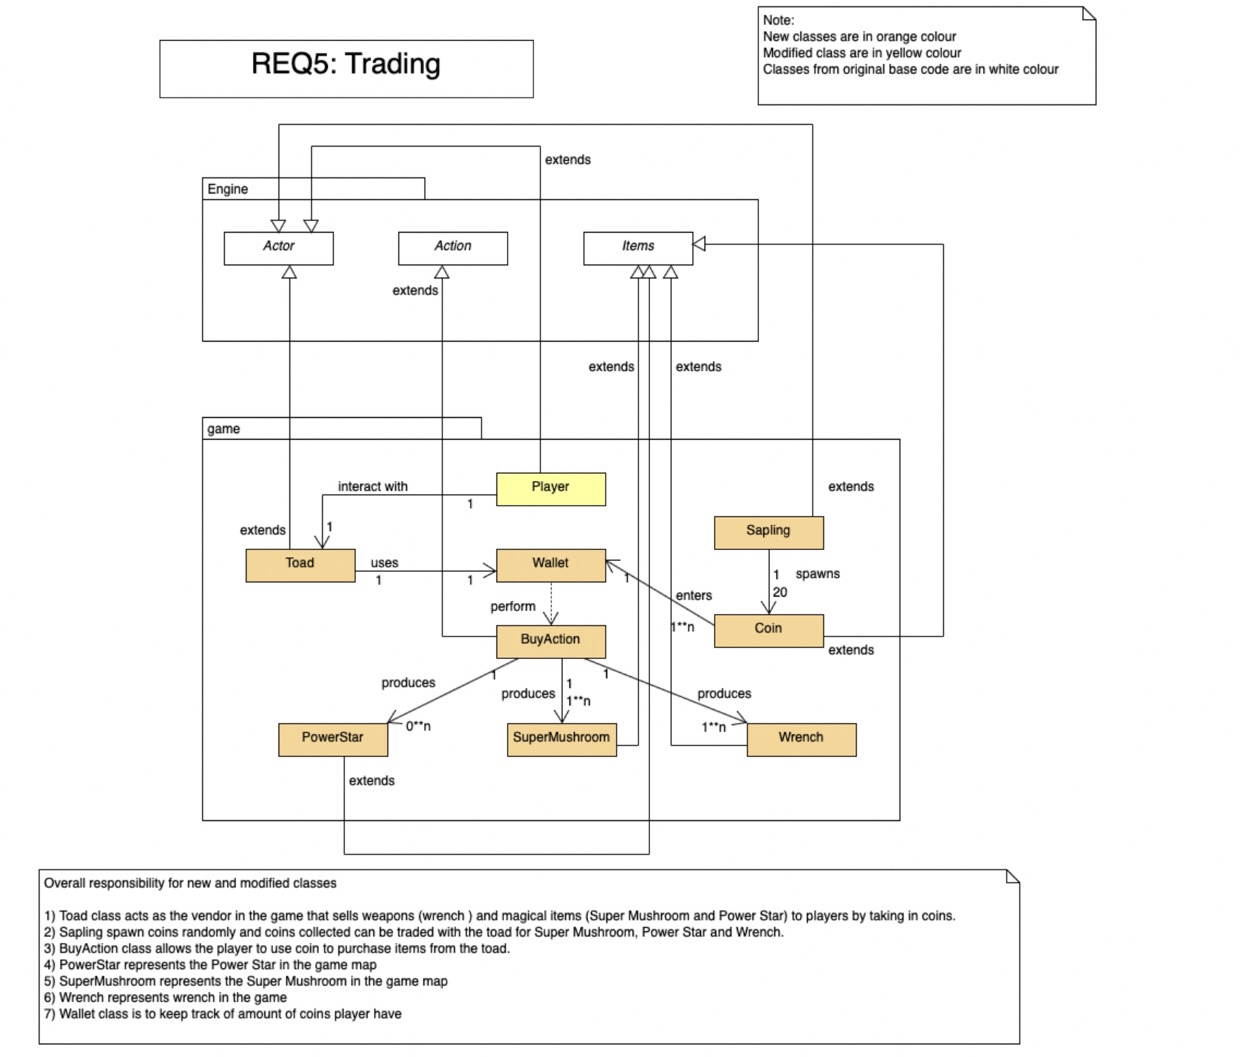 Note:
New classes are in orange colour
Modified class are in yellow colour
Classes from original base code are in white colour
REQ5: Trading
extends
Engine
Actor
Action
Items
extends
extends
extends
game
interact with
1
Player
extends
extends
1
Sapling
Toad
uses
1
1
Wallet
1
1
spawns
20
enters
perform
1**n
Coin
BuyAction
extends
1
1
produces
produces
1
1**n
produces
0**n
1**n
PowerStar
SuperMushroom
Wrench
extends
Overall responsibility for new and modified classes
1) Toad class acts as the vendor in the game that sells weapons (wrench ) and magical items (Super Mushroom and Power Star) to players by taking in coins.
2) Sapling spawn coins randomly and coins collected can be traded with the toad for Super Mushroom, Power Star and Wrench.
3) BuyAction class allows the player to use coin to purchase items from the toad.
4) PowerStar represents the Power Star in the game map
5) SuperMushroom represents the Super Mushroom in the game map
6) Wrench represents wrench in the game
7) Wallet class is to keep track of amount of coins player have